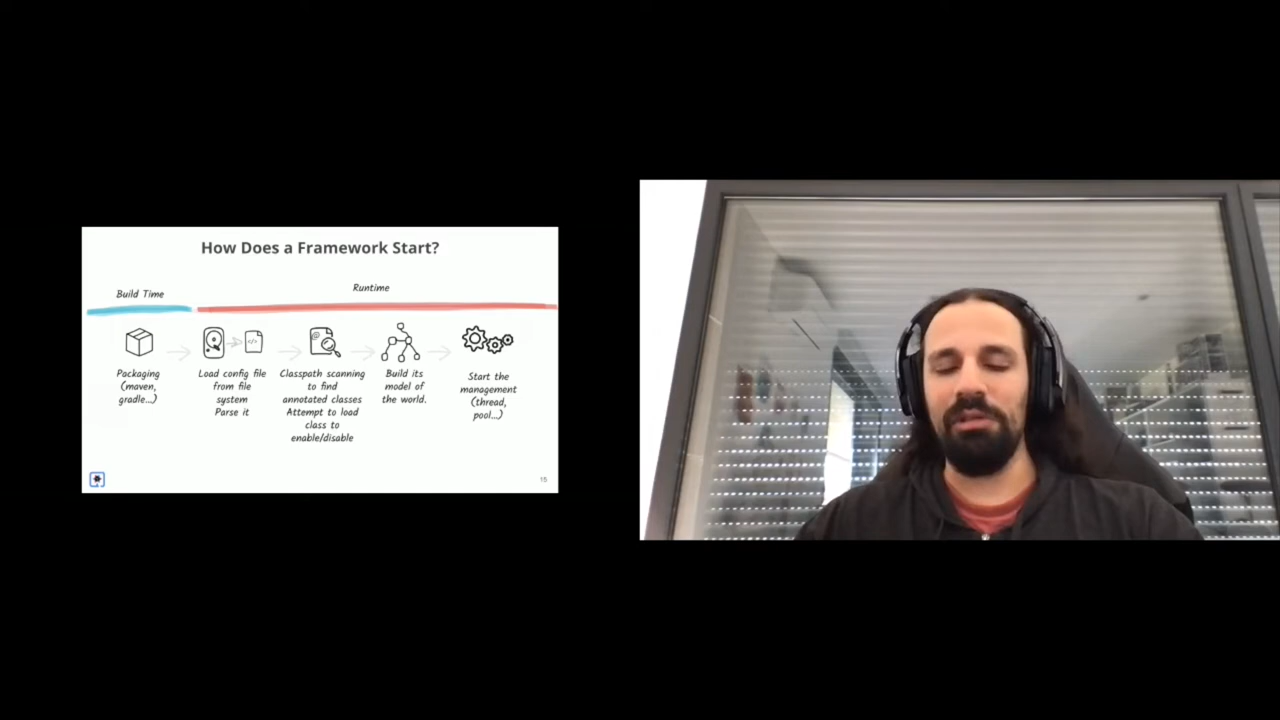 How Does a Framework Start?
Build Time
Runtime
Packaging
(maven,
gradle...)
Load config file
from file
system
Parse it
Classpath scanning
to find
annotated classes
Attempt to load
class to
enable/disable
Build its
model of
the world.
Start the
management
(thread,
pool...)
15